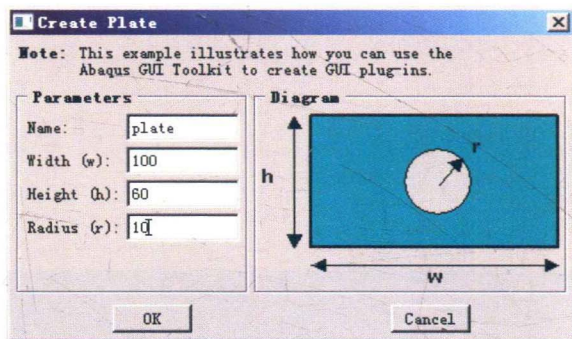 Create Plate
Note: This example illustrates how you can use the
Abaqus GUI Toolkit to create GUI plug-ins.
Parameters
Name: plate
Width (w): 100
Height (h): 60
Radius (r): 10
Diagram
h
r
w
OK
Cancel